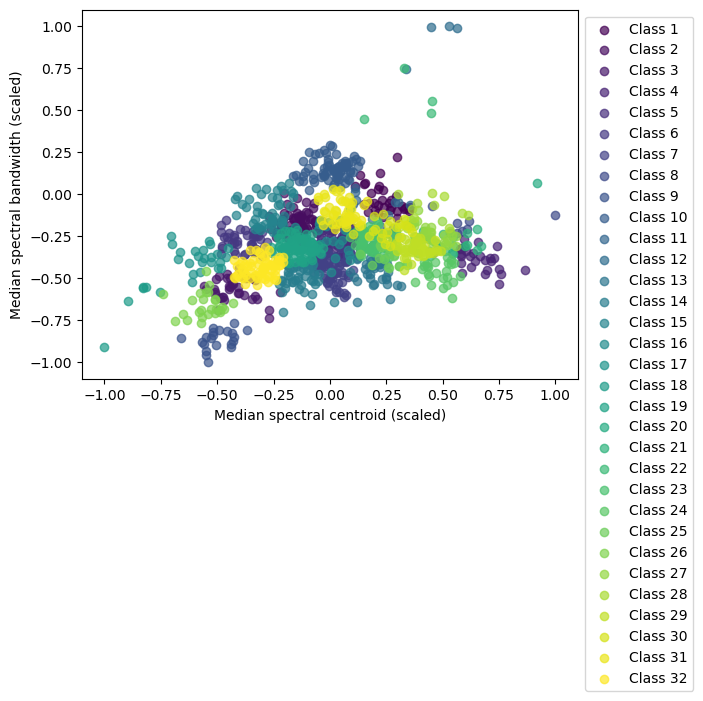 1.00
0.75
0.50
0.25
0.00
−0.25
−0.50
−0.75
−1.00
Median spectral bandwidth (scaled)
−1.00 −0.75 −0.50 −0.25 0.00 0.25 0.50 0.75 1.00
Median spectral centroid (scaled)
Class 1
Class 2
Class 3
Class 4
Class 5
Class 6
Class 7
Class 8
Class 9
Class 10
Class 11
Class 12
Class 13
Class 14
Class 15
Class 16
Class 17
Class 18
Class 19
Class 20
Class 21
Class 22
Class 23
Class 24
Class 25
Class 26
Class 27
Class 28
Class 29
Class 30
Class 31
Class 32